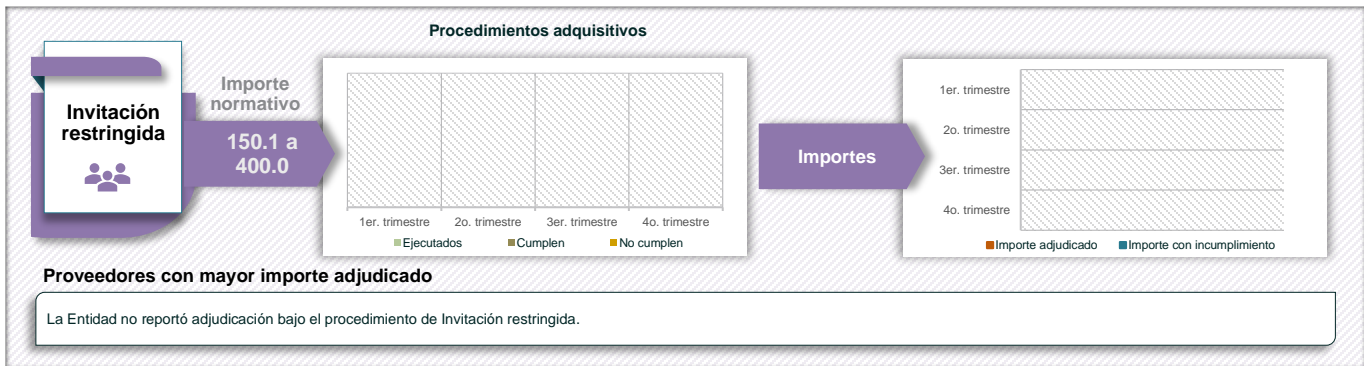 Procedimientos adquisitivos
Invitación
restringida
Importe
normativo
150.1 a
400.0
1er. trimestre 2o. trimestre 3er. trimestre 4o. trimestre
Ejecutados Cumplen No cumplen
Importes
1er. trimestre
2o. trimestre
3er. trimestre
4o. trimestre
Importe adjudicado Importe con incumplimiento
Proveedores con mayor importe adjudicado
La Entidad no reportó adjudicación bajo el procedimiento de Invitación restringida.